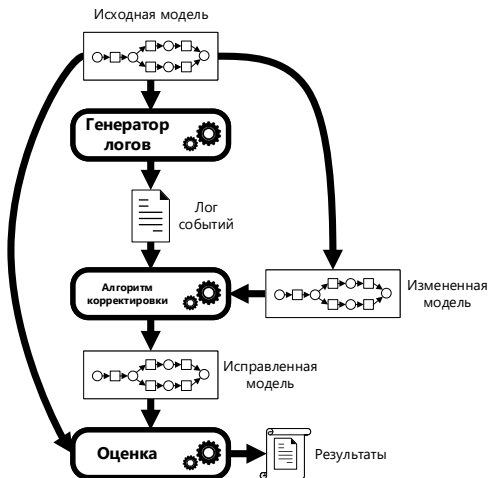 Исходная модель
Генератор
логов
Лог
событий
Алгоритм
корректировки
Измененная
модель
Исправленная
модель
Оценка
Результаты